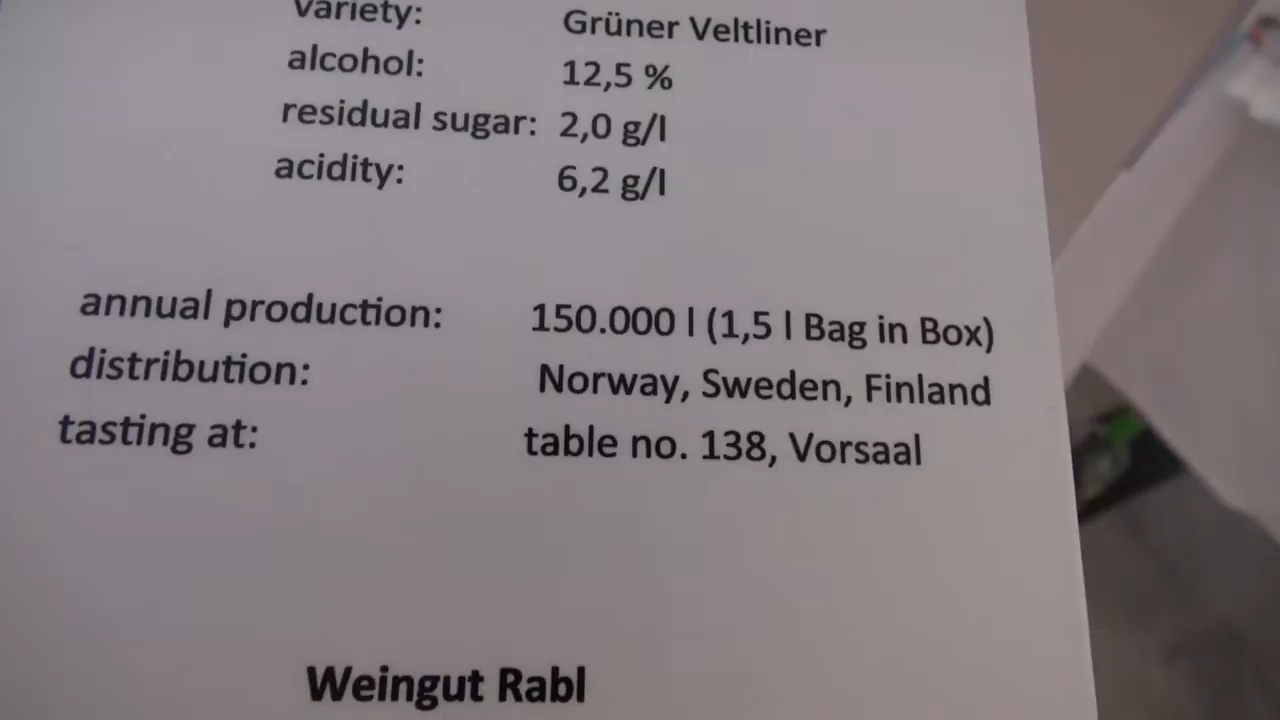 variety: Grüner Veltliner
alcohol: 12,5 %
residual sugar: 2,0 g/l
acidity: 6,2 g/l
annual production: 150.000 l (1,5 l Bag in Box)
distribution: Norway, Sweden, Finland
tasting at: table no. 138, Vorsaal
Weingut Rabl